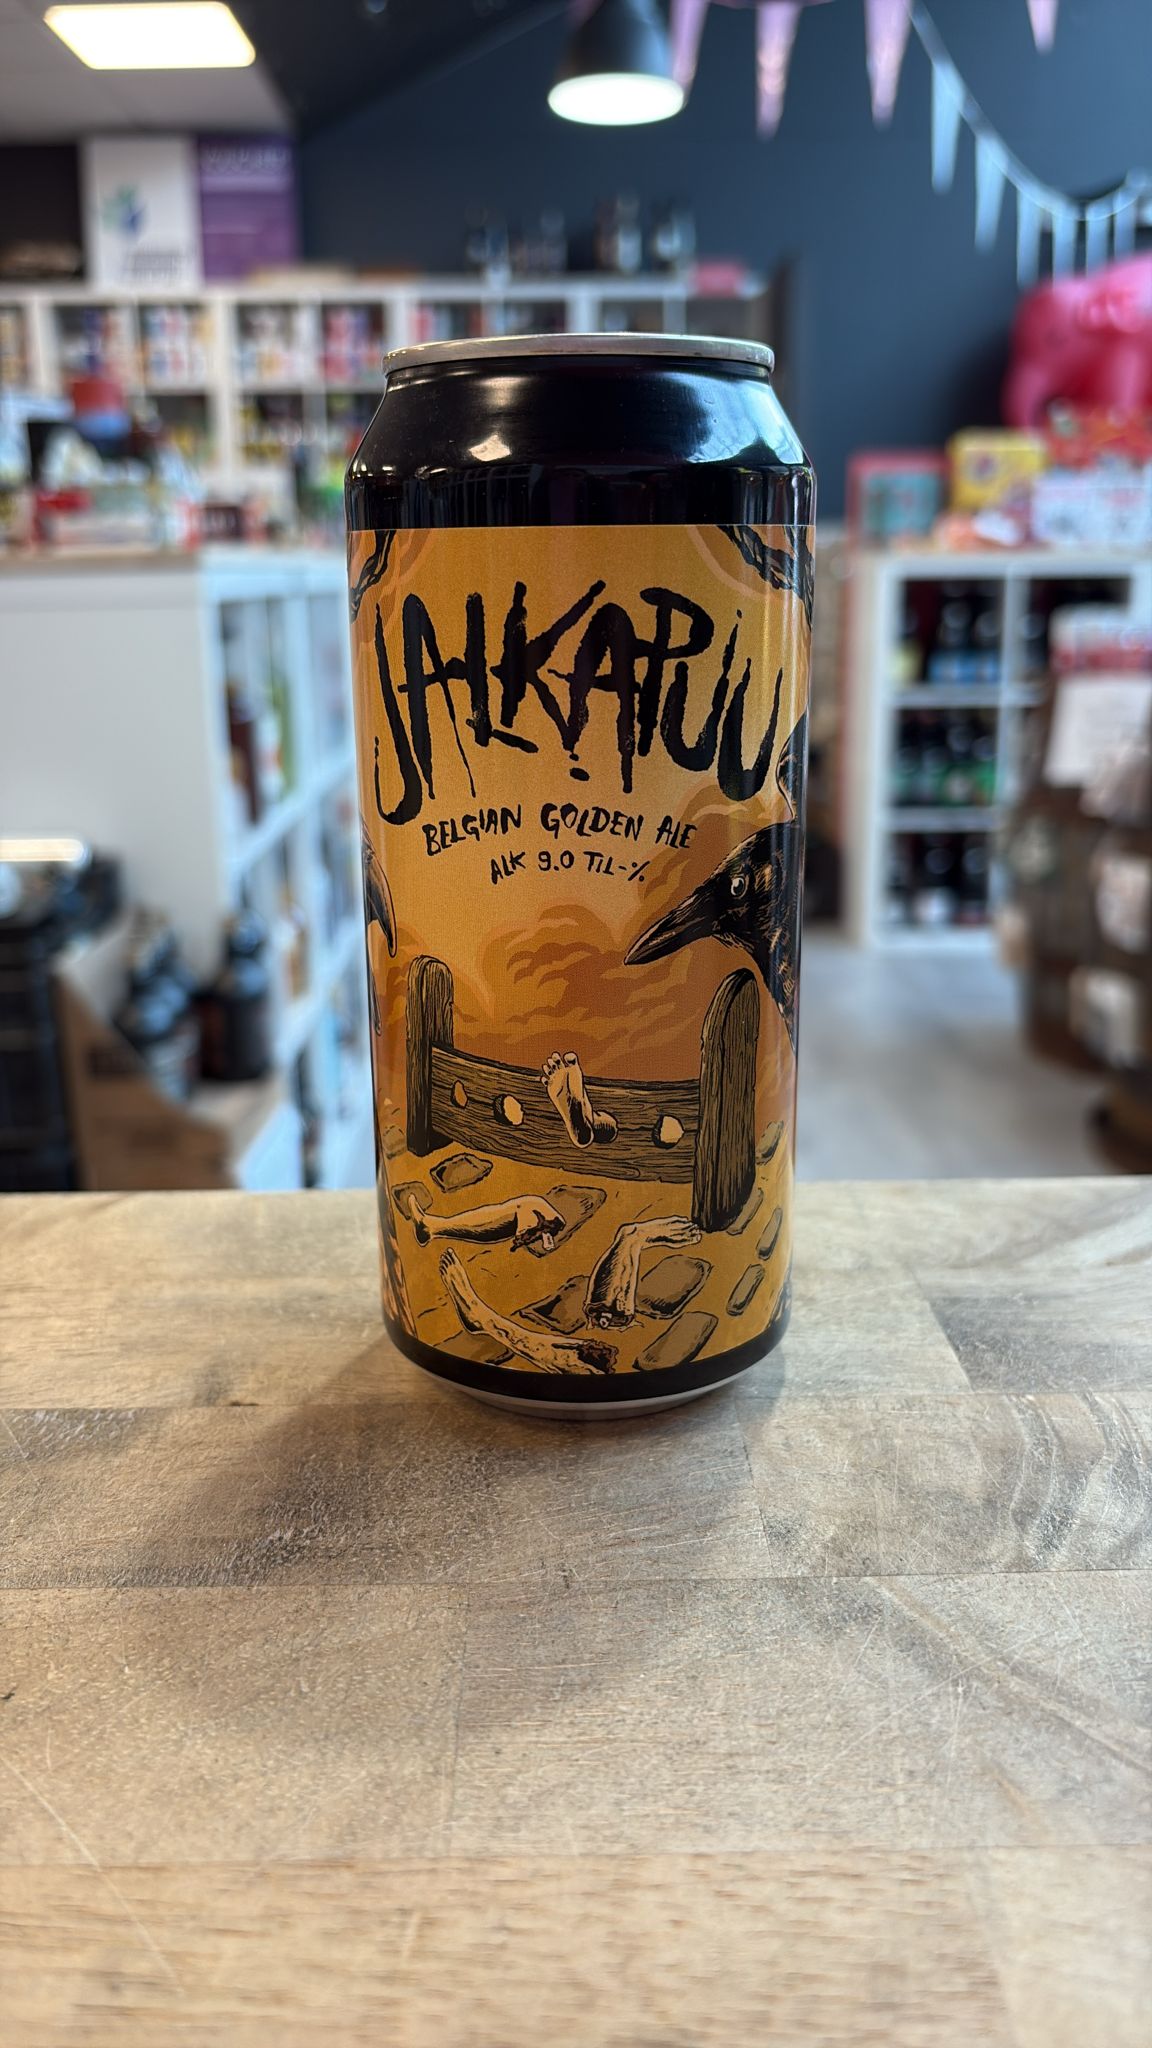 JALKAPUU
BELGIAN GOLDEN ALE
ALK 9.0 TIL-%